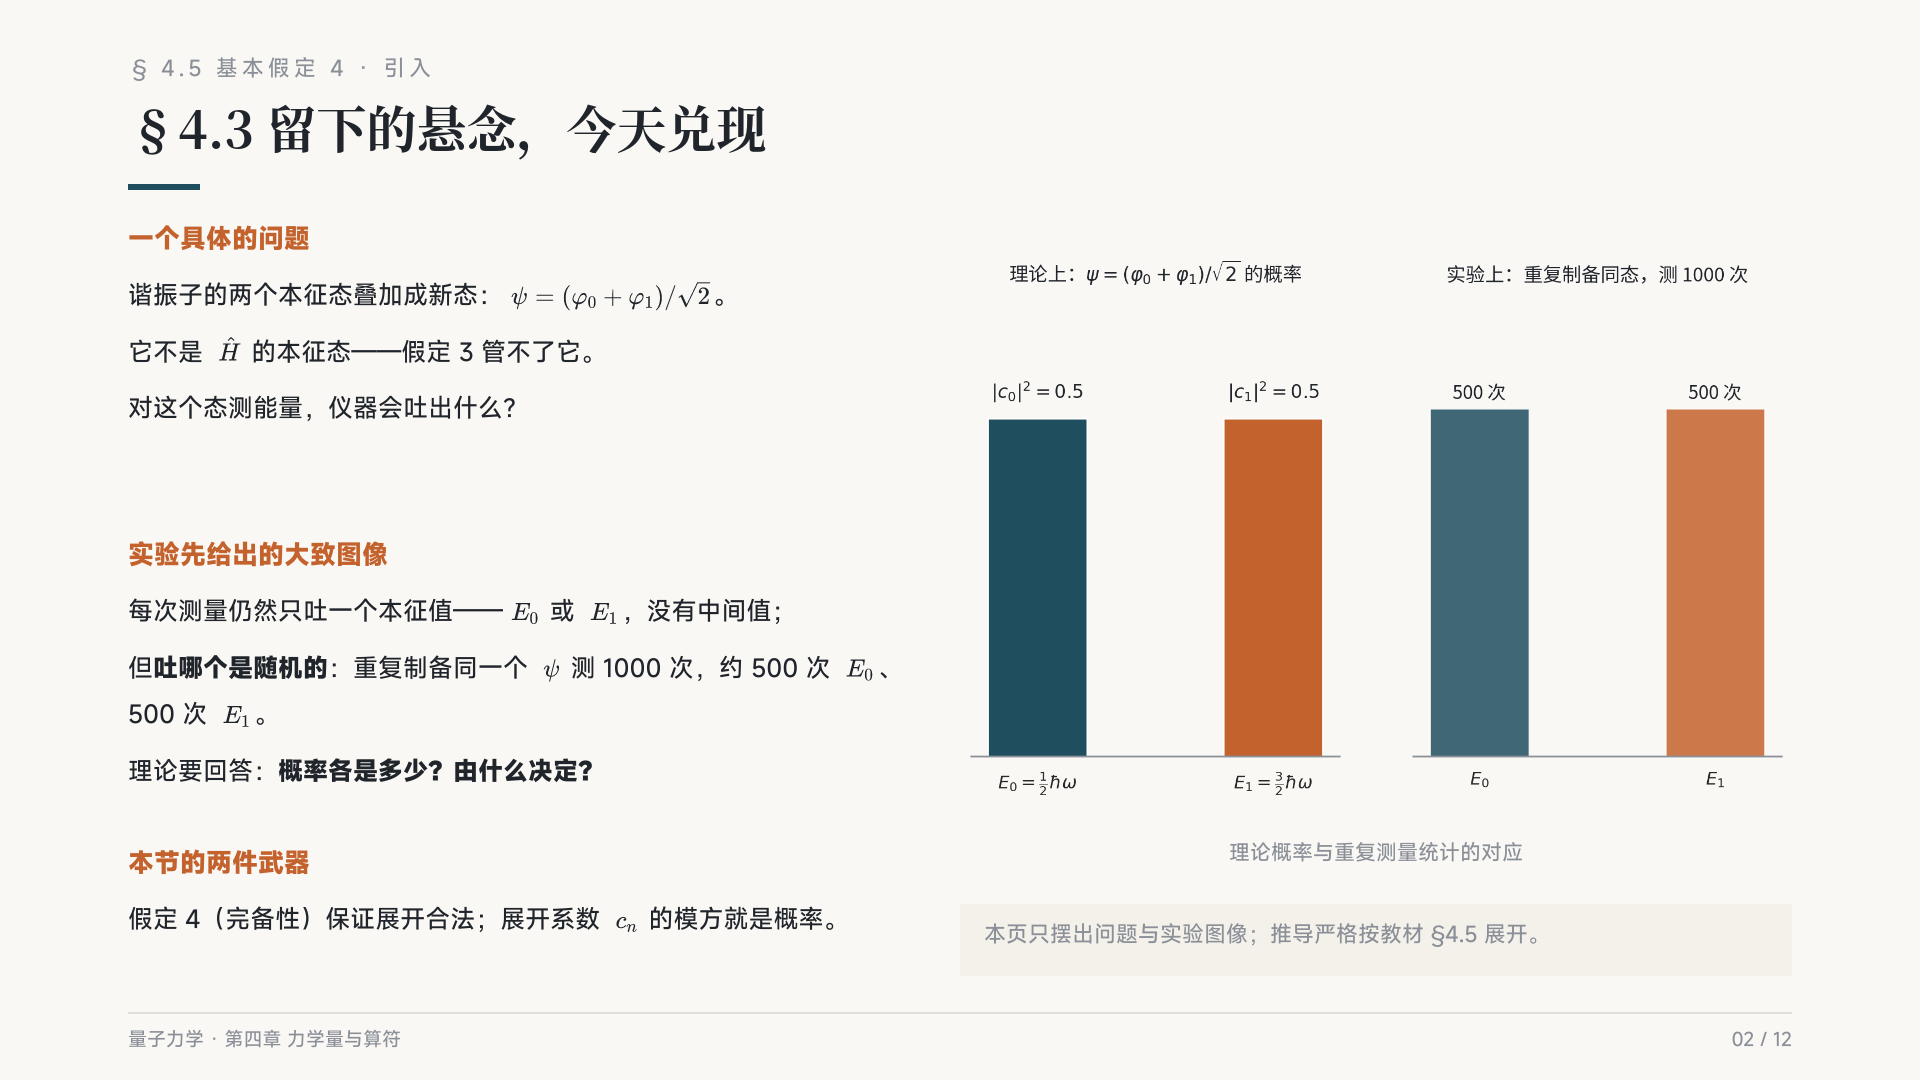 § 4.5 基本假定 4 · 引入
§4.3 留下的悬念，今天兑现
一个具体的问题
谐振子的两个本征态叠加成新态： ψ = (φ₀ + φ₁)/√2。
它不是 Ĥ 的本征态——假定 3 管不了它。
对这个态测能量，仪器会吐出什么？
实验先给出的大致图像
每次测量仍然只吐一个本征值—— E₀ 或 E₁，没有中间值；
但吐哪个是随机的：重复制备同一个 ψ 测 1000 次，约 500 次 E₀、
500 次 E₁。
理论要回答：概率各是多少？由什么决定？
本节的两件武器
假定 4（完备性）保证展开合法；展开系数 cₙ 的模方就是概率。
理论上：ψ = (φ₀ + φ₁)/√2 的概率
|c₀|² = 0.5
|c₁|² = 0.5
E₀ = ½ℏω
E₁ = 3/2 ℏω
实验上：重复制备同态，测 1000 次
500 次
500 次
E₀
E₁
理论概率与重复测量统计的对应
本页只摆出问题与实验图像；推导严格按教材 §4.5 展开。
量子力学 · 第四章 力学量与算符
02 / 12